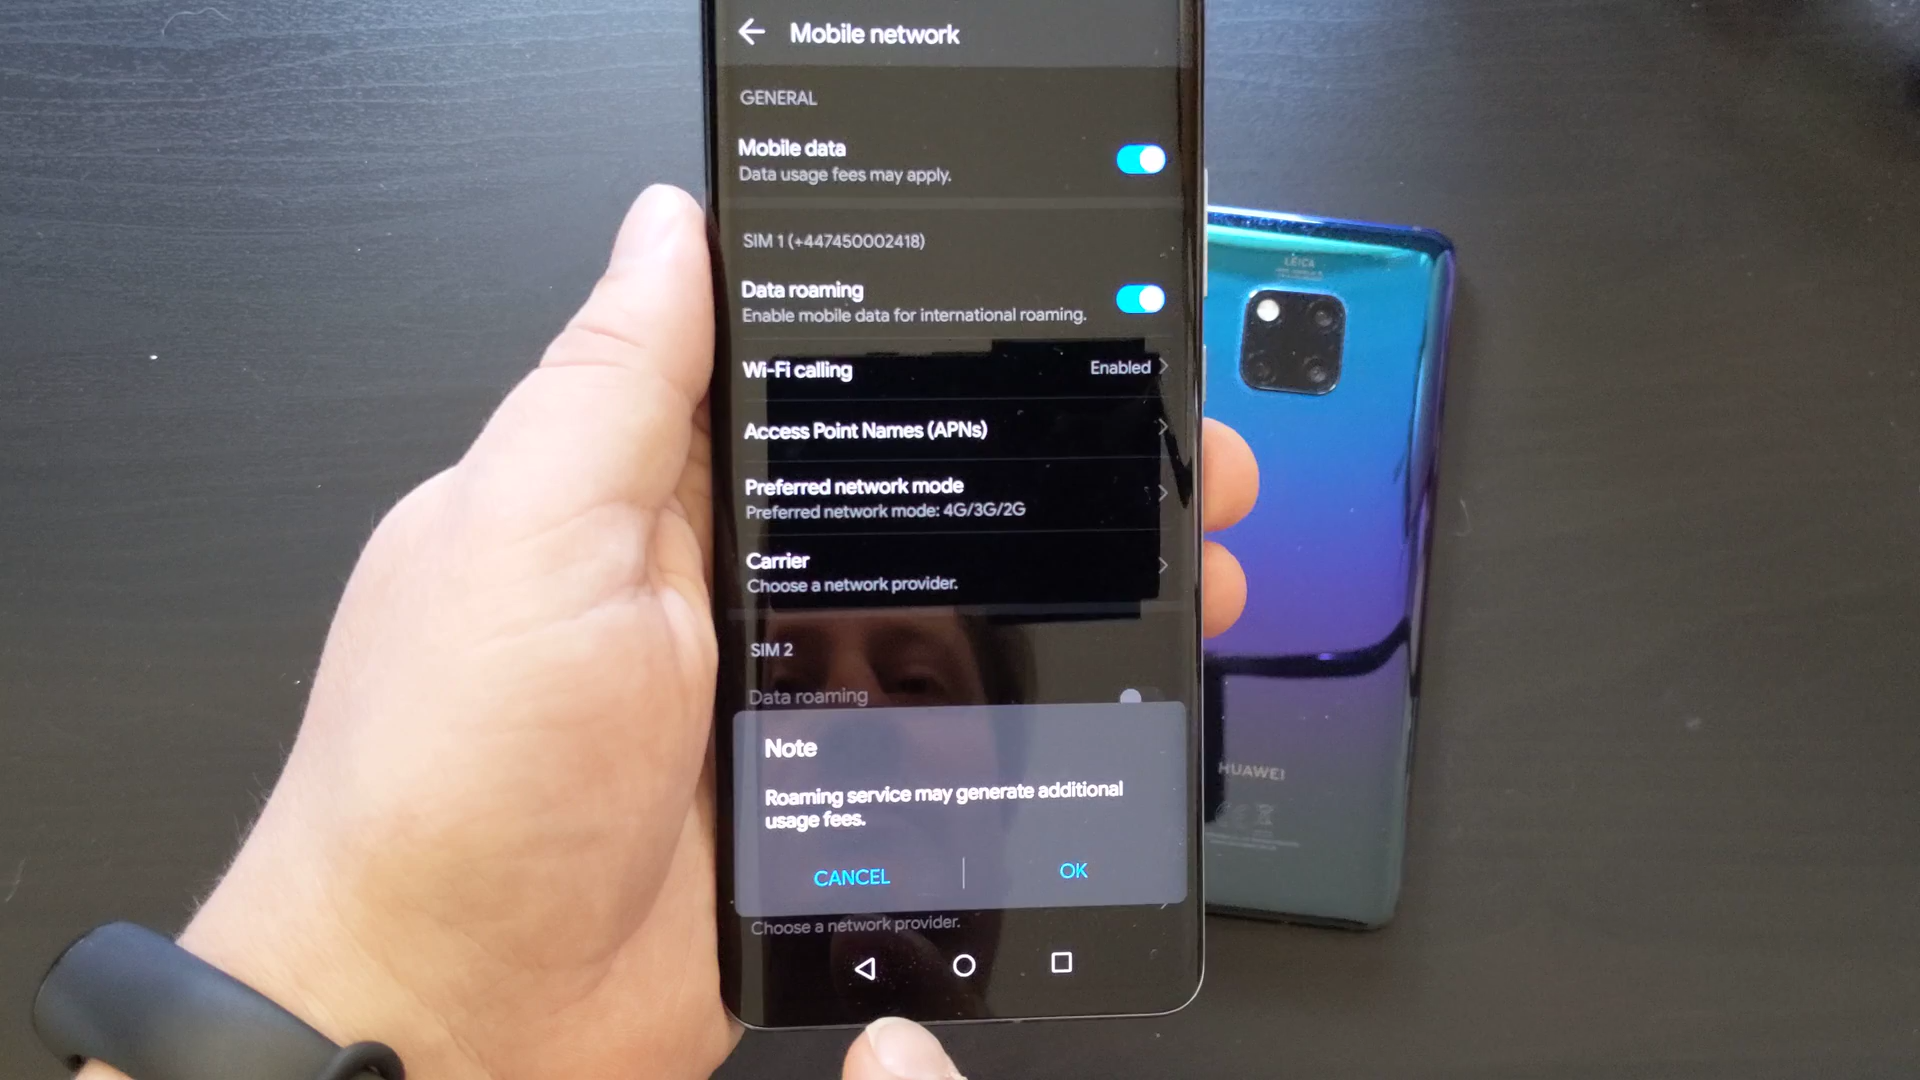 Mobile network
GENERAL
Mobile data
Data usage fees may apply.
SIM 1 (+447450002418)
Data roaming
Enable mobile data for international roaming.
Wi-Fi calling
Enabled
Access Point Names (APNs)
Preferred network mode
Preferred network mode: 4G/3G/2G
Carrier
Choose a network provider.
SIM 2
Data roaming
Note
Roaming service may generate additional
usage fees.
CANCEL
OK
Choose a network provider.
LEICA
HUAWEI